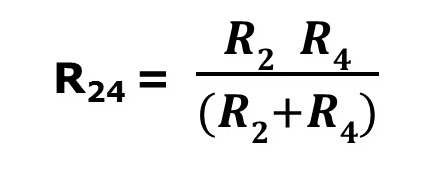 R₂₄ = R₂ R₄
(R₂+R₄)